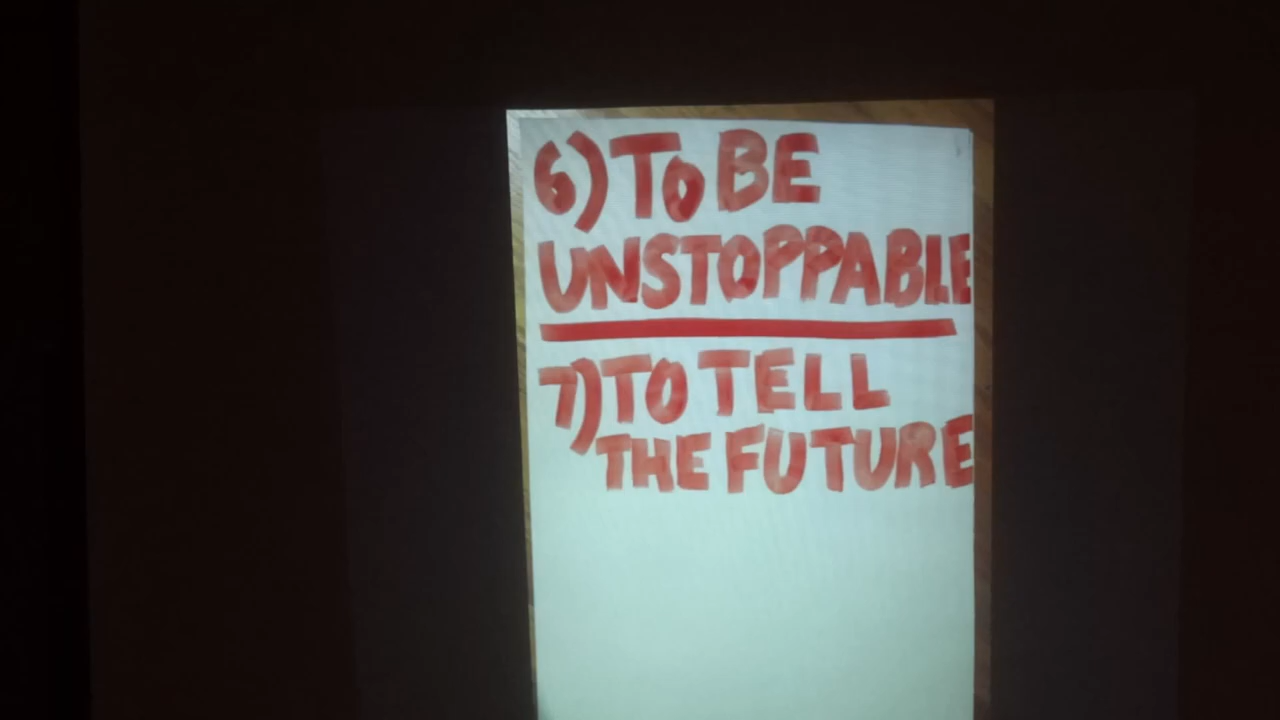 6) To BE
UNSTOPPABLE
7) TO TELL
THE FUTURE